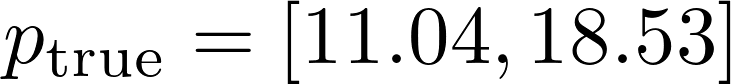 p_true = [11.04, 18.53]